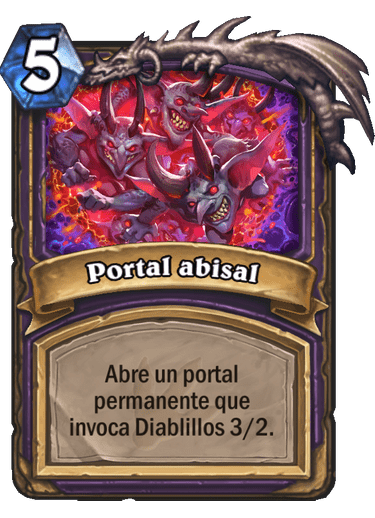 5
Portal abisal
Abre un portal
permanente que
invoca Diablillos 3/2.